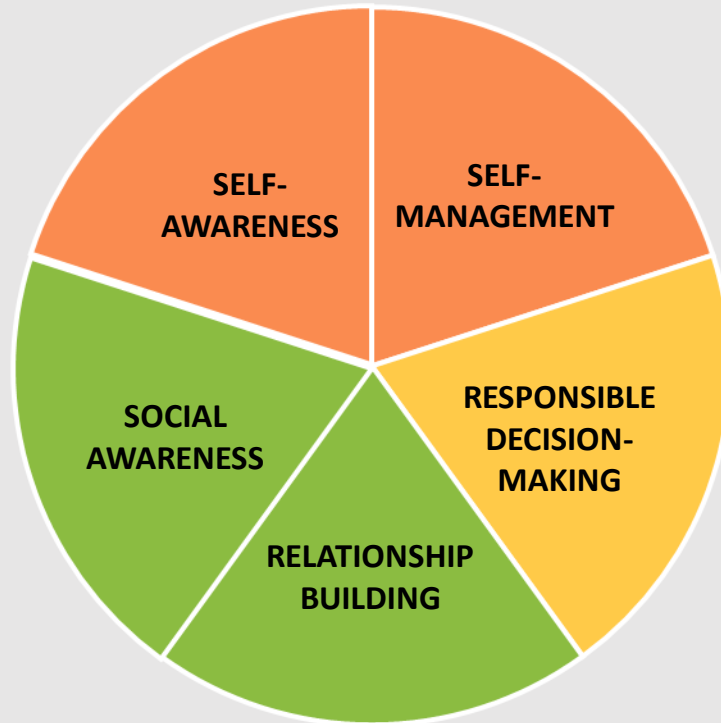 SELF-
AWARENESS
SELF-
MANAGEMENT
RESPONSIBLE
DECISION-
MAKING
RELATIONSHIP
BUILDING
SOCIAL
AWARENESS